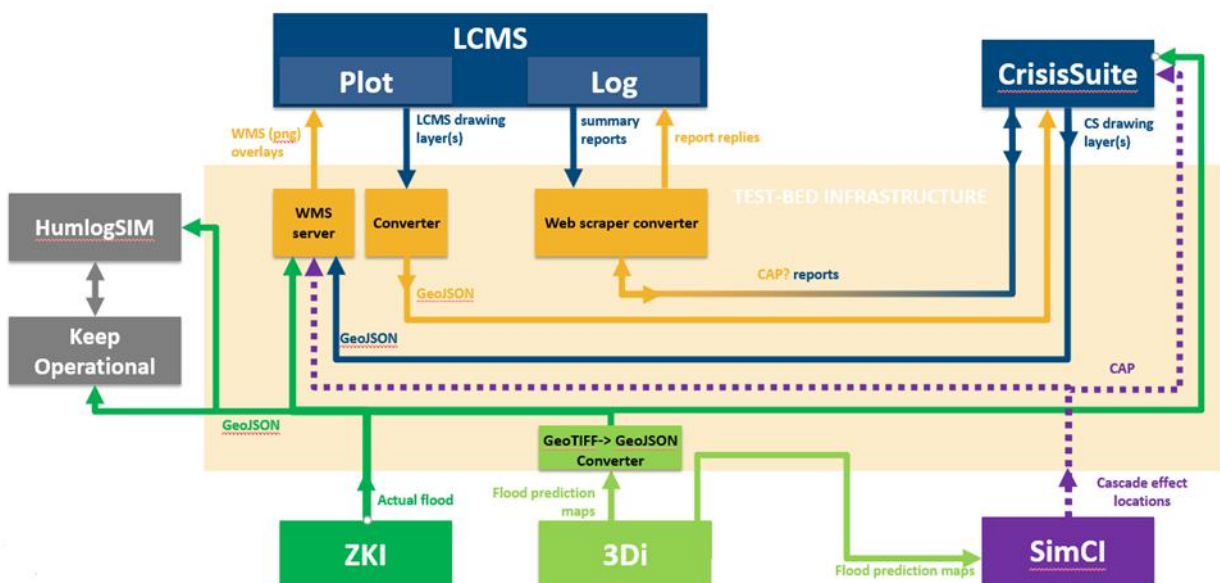 LCMS
Plot
Log
CrisisSuite
WMS (png)
overlays
LCMS drawing
layer(s)
summary
reports
report replies
CS drawing
layer(s)
TEST-BED INFRASTRUCTURE
HumlogSIM
WMS
server
Converter
Web scraper converter
GeoJSON
CAP? reports
Keep
Operational
GeoJSON
CAP
GeoJSON
GeoTIFF-> GeoJSON
Converter
Actual flood
Flood prediction
maps
Cascade effect
locations
ZKI
3Di
Flood prediction maps
SimCI